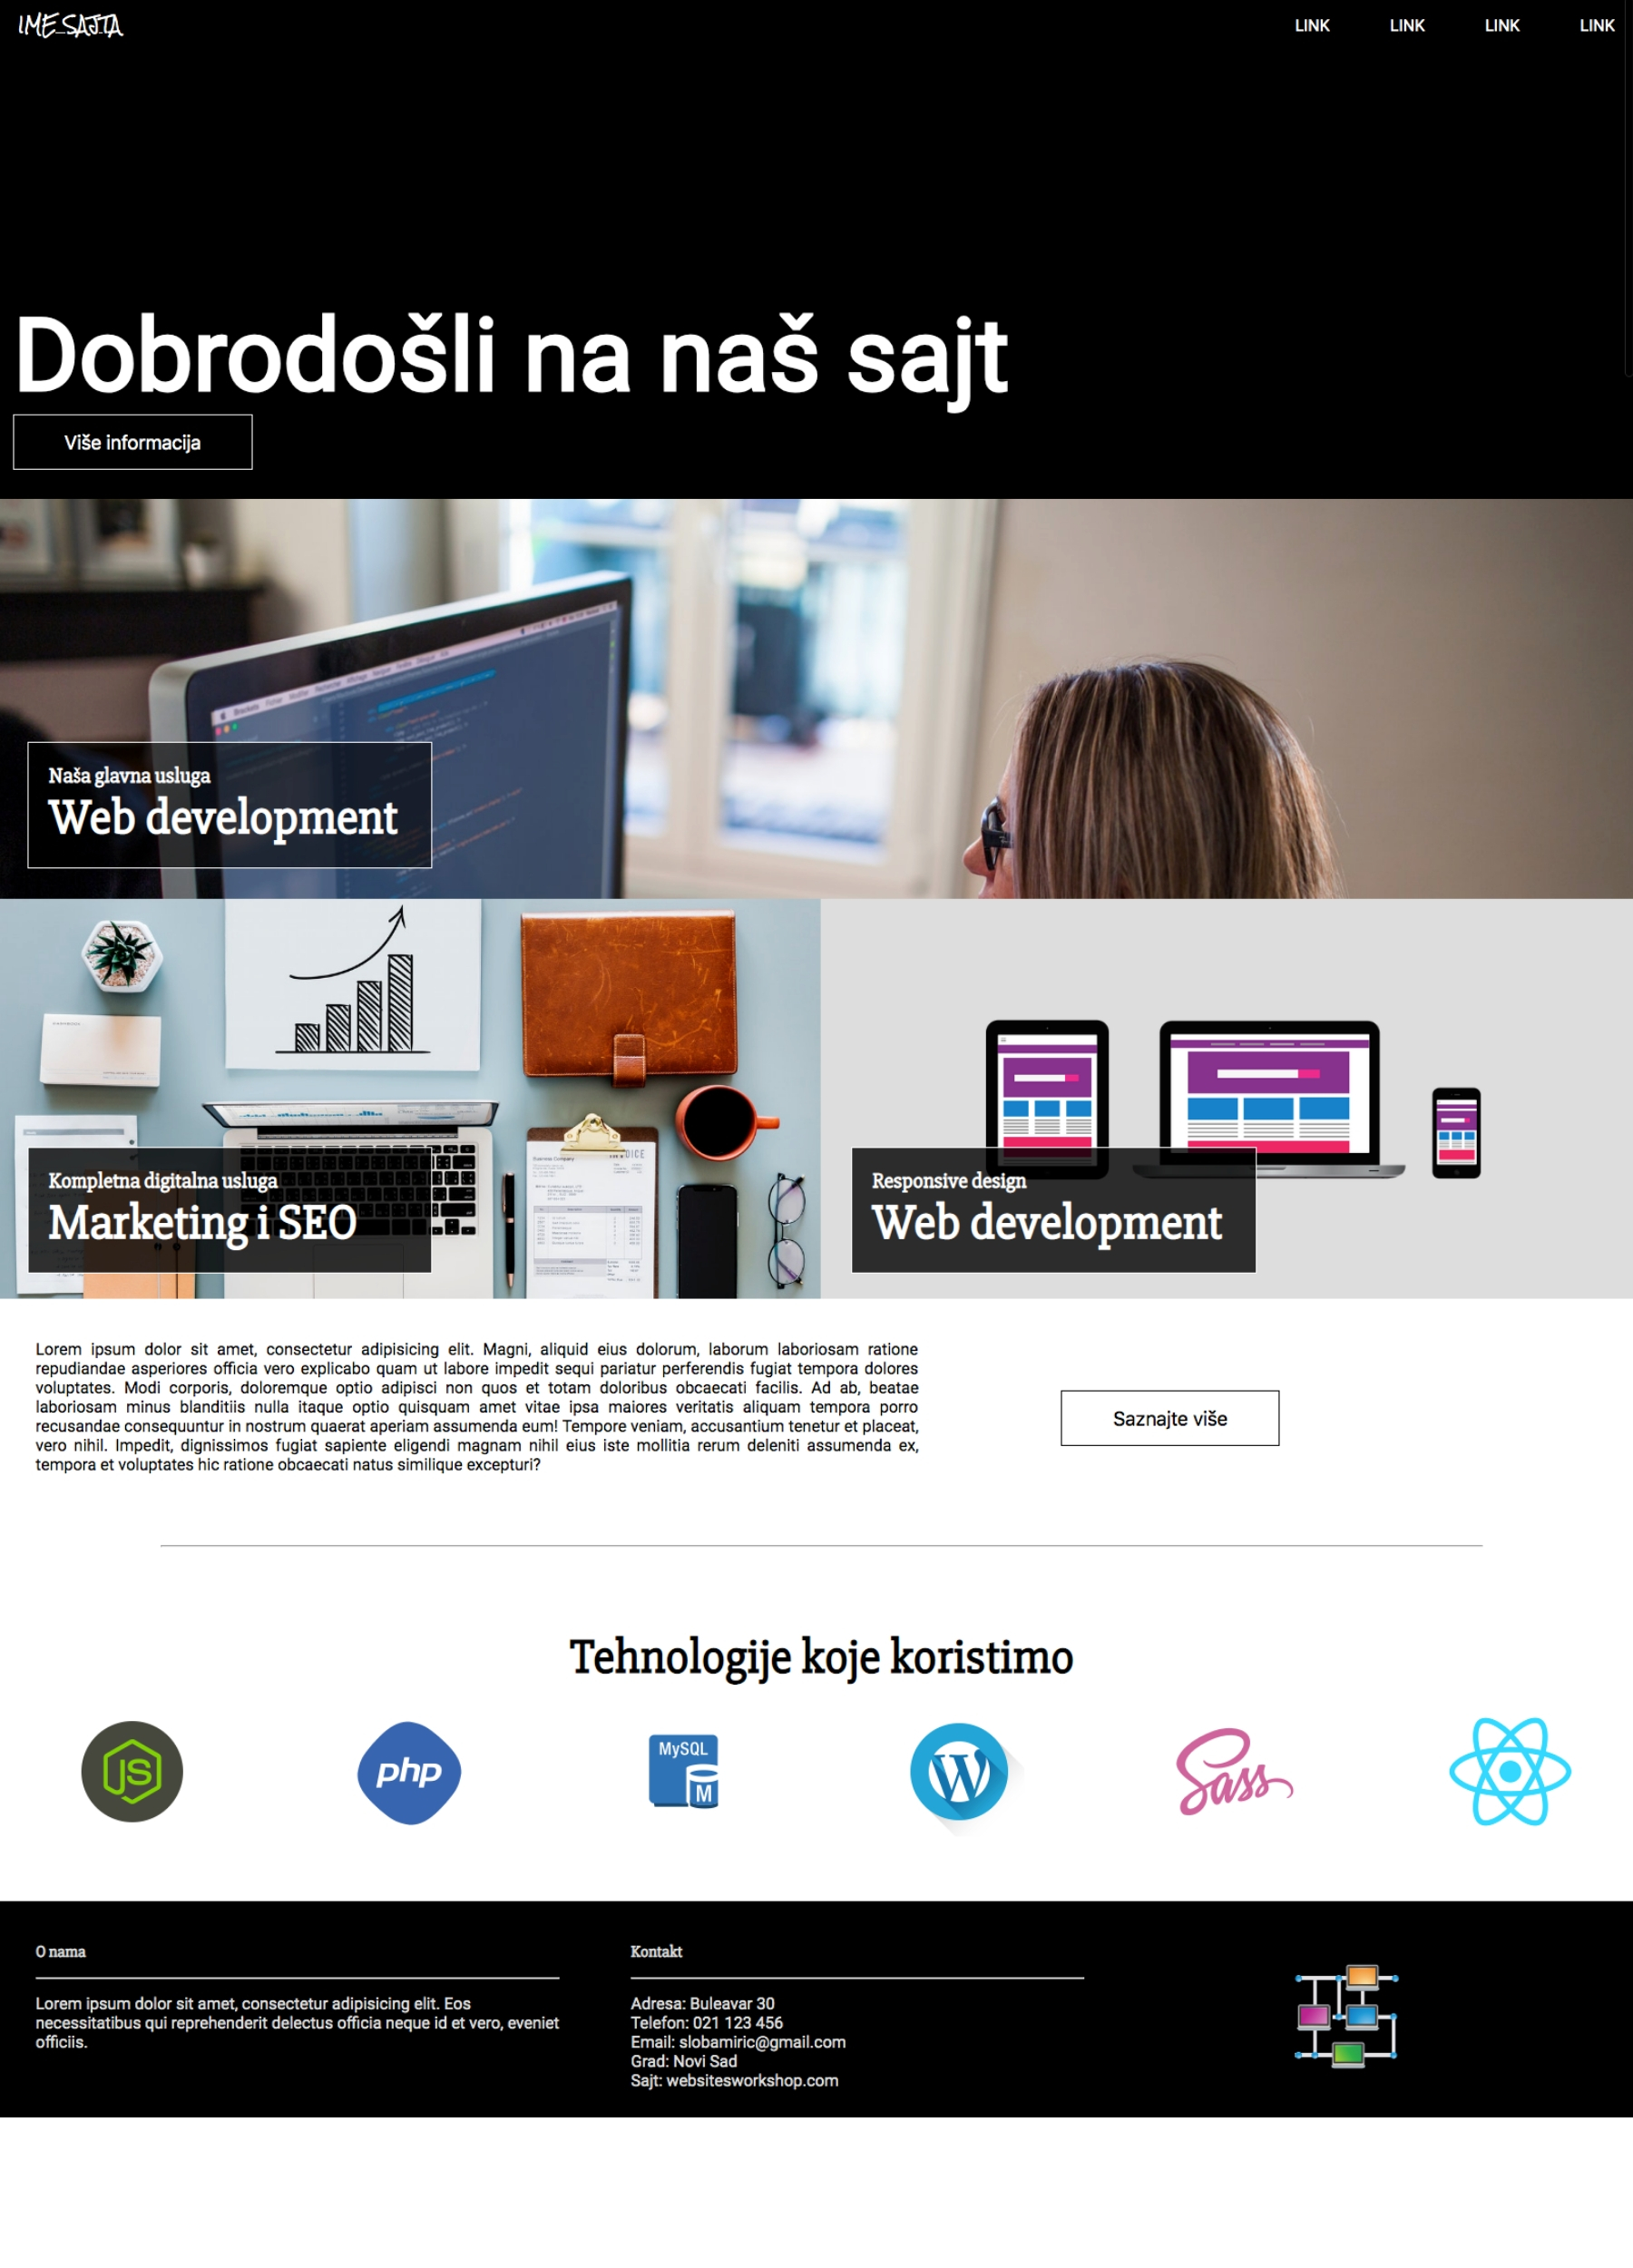 IME_SAJTA
LINK LINK LINK LINK
Dobrodošli na naš sajt
Više informacija
Naša glavna usluga
Web development
Kompletna digitalna usluga
Marketing i SEO
Responsive design
Web development
Lorem ipsum dolor sit amet, consectetur adipisicing elit. Magni, aliquid eius dolorum, laborum laboriosam ratione
repudiandae asperiores officia vero explicabo quam ut labore impedit sequi pariatur perferendis fugiat tempora dolores
voluptates. Modi corporis, doloremque optio adipisci non quos et totam doloribus obcaecati facilis. Ad ab, beatae
laboriosam minus blanditiis nulla itaque optio quisquam amet vitae ipsa maiores veritatis aliquam tempora porro
recusandae consequuntur in nostrum quaerat aperiam assumenda eum! Tempore veniam, accusantium tenetur et placeat,
vero nihil. Impedit, dignissimos fugiat sapiente eligendi magnam nihil eius iste mollitia rerum deleniti assumenda ex,
tempora et voluptates hic ratione obcaecati natus similique excepturi?
Saznajte više
Tehnologije koje koristimo
JS
php
MySQL
M
W
Sass
O nama
Lorem ipsum dolor sit amet, consectetur adipisicing elit. Eos
necessitatibus qui reprehenderit delectus officia neque id et vero, eveniet
officiis.
Kontakt
Adresa: Buleavar 30
Telefon: 021 123 456
Email: slobamiric@gmail.com
Grad: Novi Sad
Sajt: websitesworkshop.com